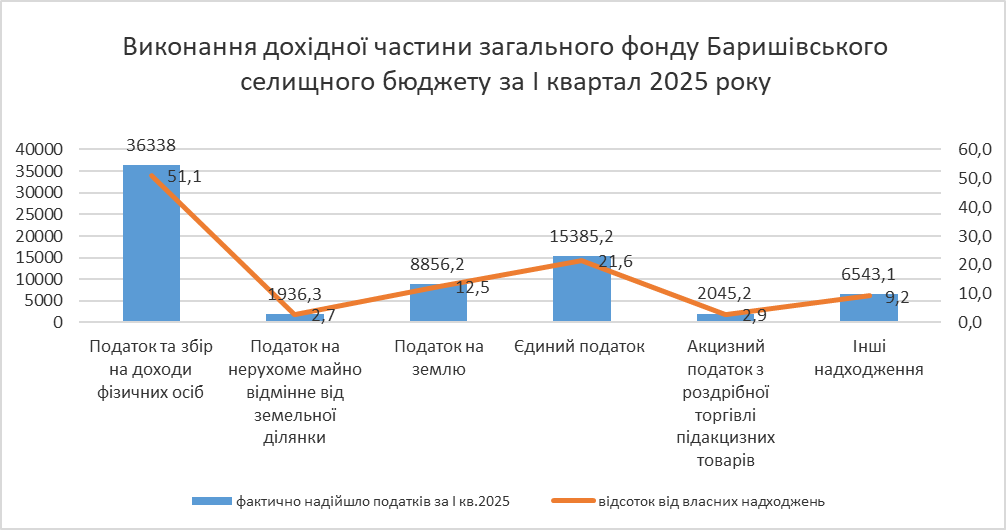 Виконання дохідної частини загального фонду Баришівського
селищного бюджету за І квартал 2025 року
40000
35000
30000
25000
20000
15000
10000
5000
0
36338
51,1
1936,3
2,7
8856,2
12,5
15385,2
21,6
2045,2
2,9
6543,1
9,2
60,0
50,0
40,0
30,0
20,0
10,0
0,0
Податок та збір
на доходи
фізичних осіб
Податок на
нерухоме майно
відмінне від
земельної
ділянки
Податок на
землю
Єдиний податок
Акцизний
податок з
роздрібної
торгівлі
підакцизних
товарів
Інші
надходження
фактично надійшло податків за І кв.2025
відсоток від власних надходжень